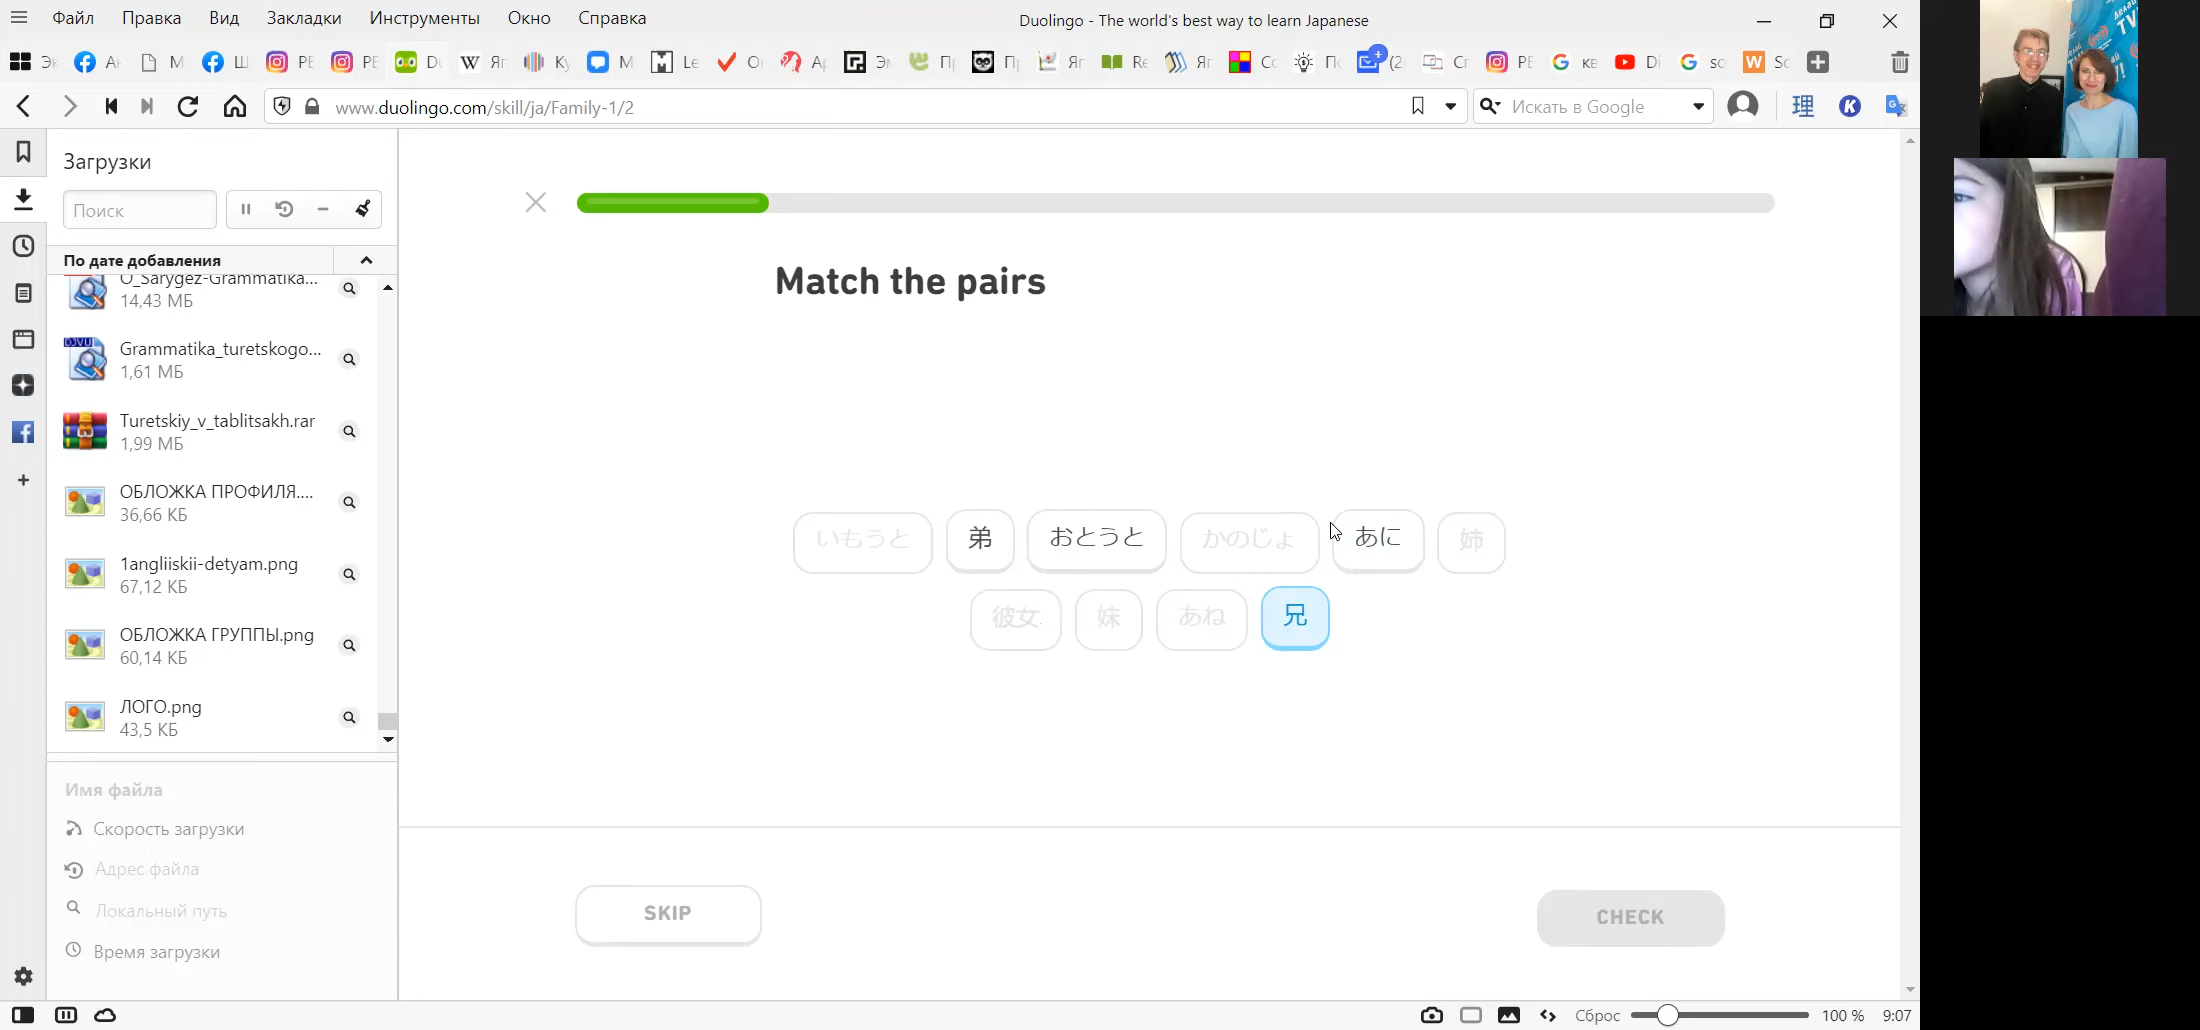 Файл Правка Вид Закладки Инструменты Окно Справка
Duolingo - The world's best way to learn Japanese
www.duolingo.com/skill/ja/Family-1/2
Искать в Google
Загрузки
Поиск
По дате добавления
O_Sarygez-Grammatika...
14,43 МБ
Grammatika_turetskogo...
1,61 МБ
Turetskiy_v_tablitsakh.rar
1,99 МБ
ОБЛОЖКА ПРОФИЛЯ....
36,66 КБ
1angliiskii-detyam.png
67,12 КБ
ОБЛОЖКА ГРУППЫ.png
60,14 КБ
ЛОГО.png
43,5 КБ
Имя файла
Скорость загрузки
Адрес файла
Локальный путь
Время загрузки
Match the pairs
いもうと 弟 おとうと かのじょ あに 姉
彼女 妹 あね 兄
SKIP
CHECK
Сброс 100 % 9:07